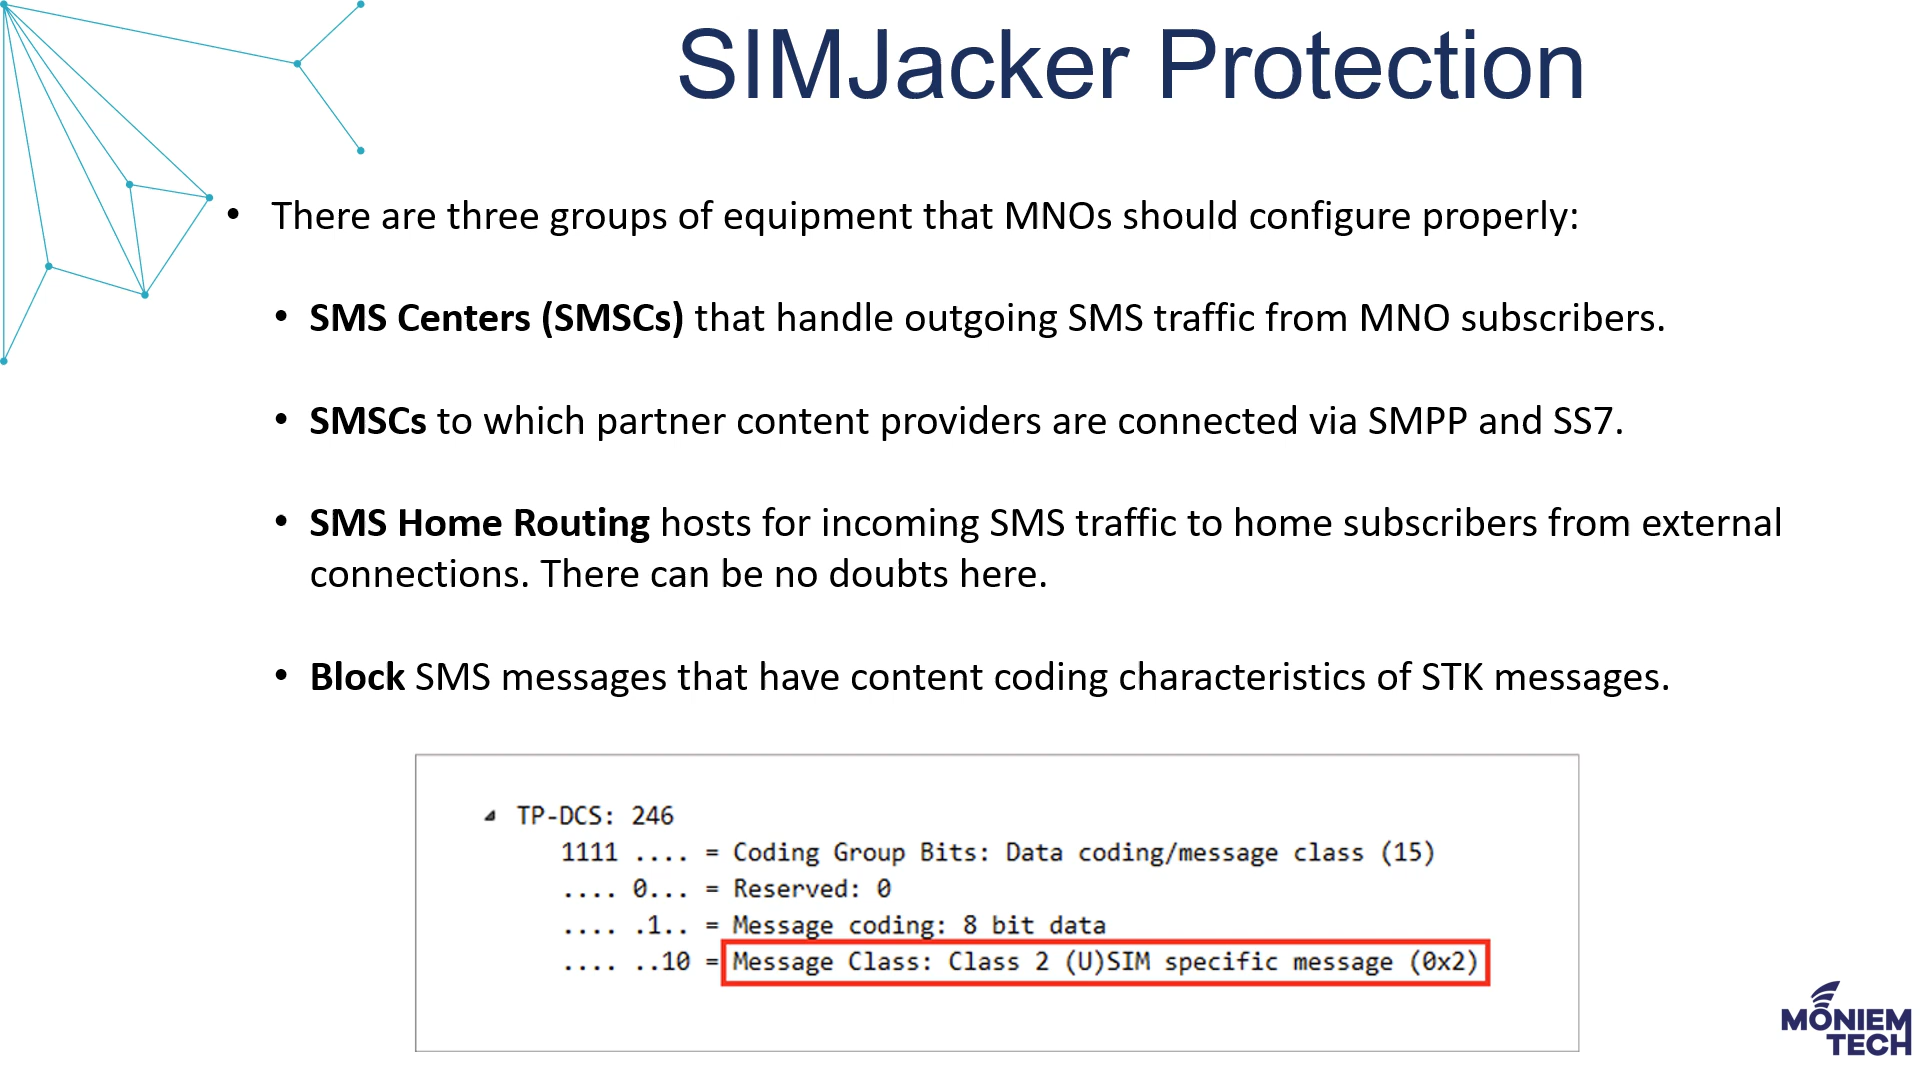 SIMJacker Protection
• There are three groups of equipment that MNOs should configure properly:
• SMS Centers (SMSCs) that handle outgoing SMS traffic from MNO subscribers.
• SMSCs to which partner content providers are connected via SMPP and SS7.
• SMS Home Routing hosts for incoming SMS traffic to home subscribers from external
connections. There can be no doubts here.
• Block SMS messages that have content coding characteristics of STK messages.
TP-DCS: 246
1111 .... = Coding Group Bits: Data coding/message class (15)
.... 0... = Reserved: 0
.... .1.. = Message coding: 8 bit data
.... ..10 = Message Class: Class 2 (U)SIM specific message (0x2)
MONIEM
TECH